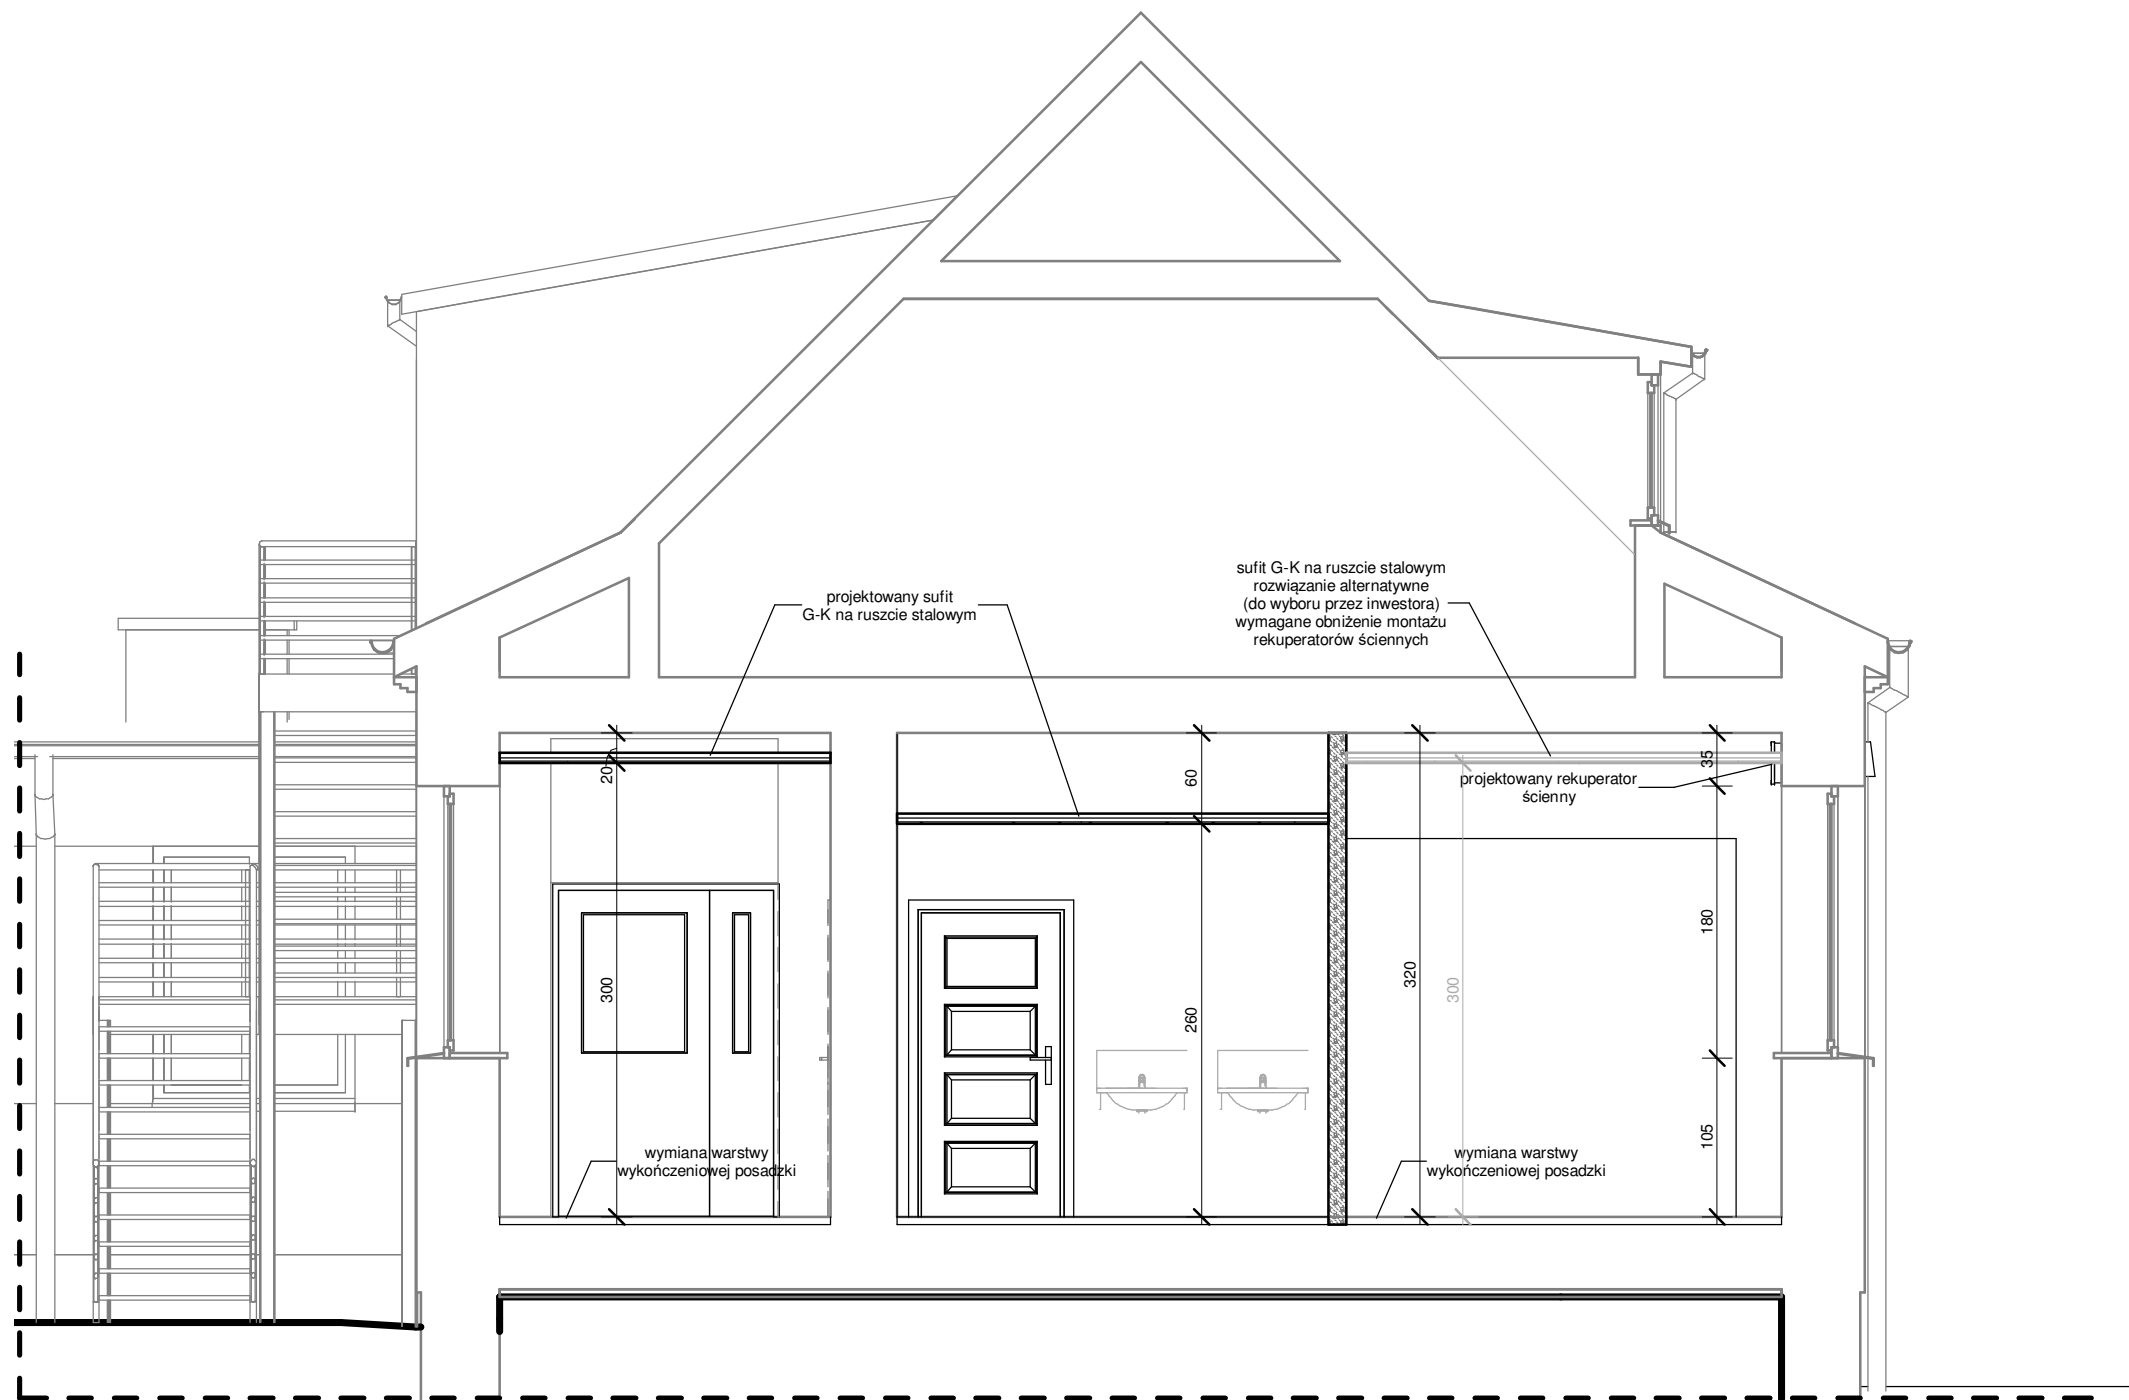 sufit G-K na ruszcie stalowym
rozwiązanie alternatywne
(do wyboru przez inwestora)
wymagane obniżenie montażu
rekuperatorów ściennych
projektowany sufit
G-K na ruszcie stalowym
20
60
35
projektowany rekuperator
ścienny
180
300
260
320
300
105
wymiana warstwy
wykończeniowej posadzki
wymiana warstwy
wykończeniowej posadzki